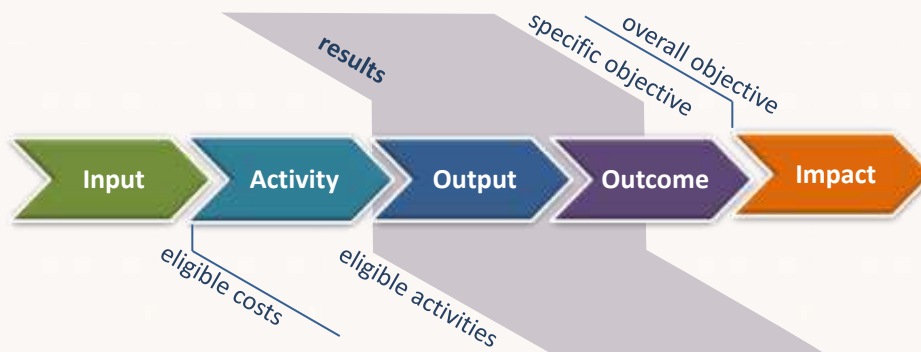 results
specific objective
overall objective
Input
Activity
Output
Outcome
Impact
eligible costs
eligible activities